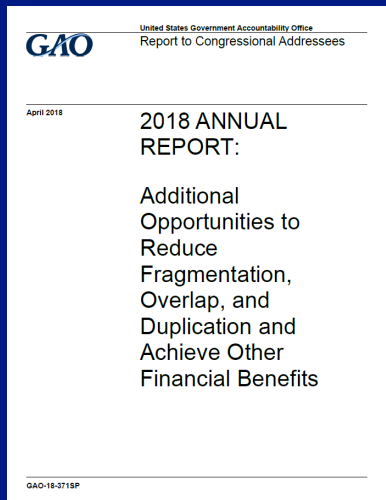 United States Government Accountability Office
GAO
Report to Congressional Addressees
April 2018
2018 ANNUAL
REPORT:
Additional
Opportunities to
Reduce
Fragmentation,
Overlap, and
Duplication and
Achieve Other
Financial Benefits
GAO-18-371SP